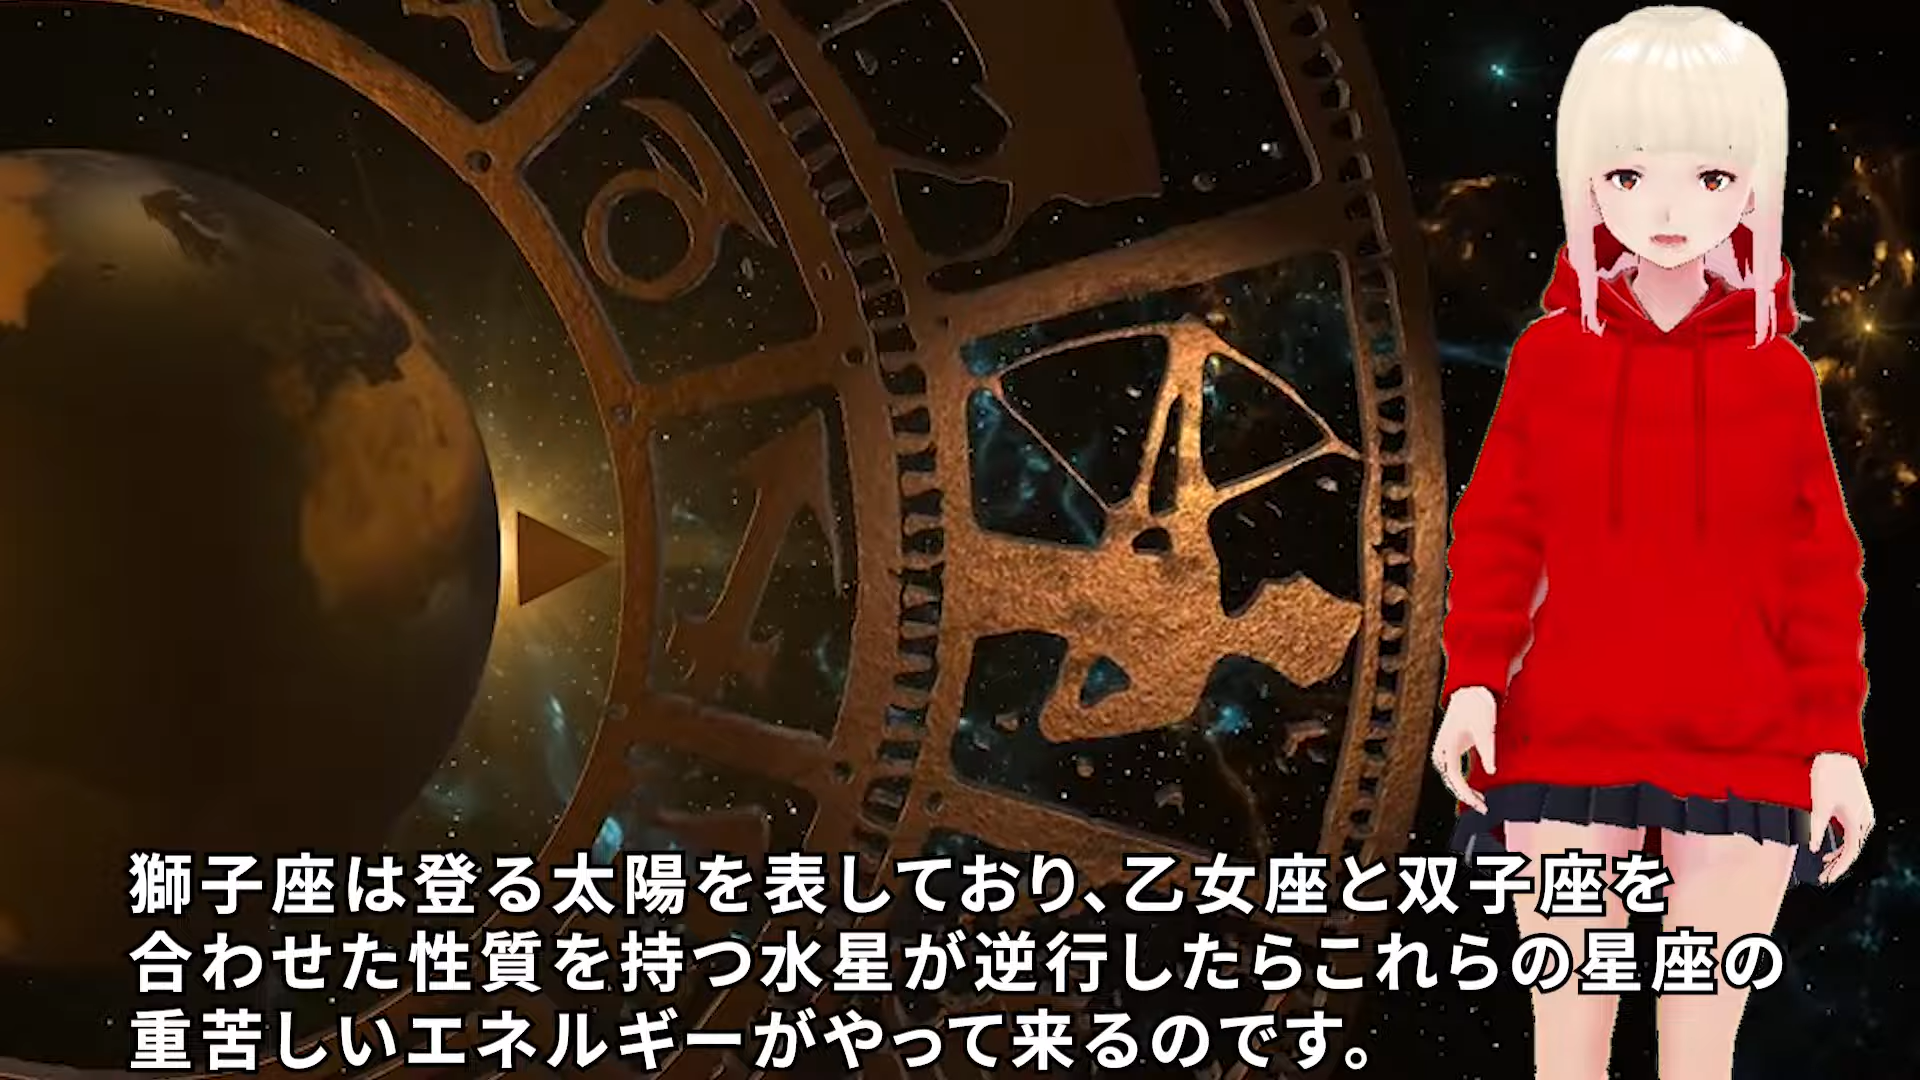 獅子座は登る太陽を表しており、乙女座と双子座を
合わせた性質を持つ水星が逆行したらこれらの星座の
重苦しいエネルギーがやって来るのです。